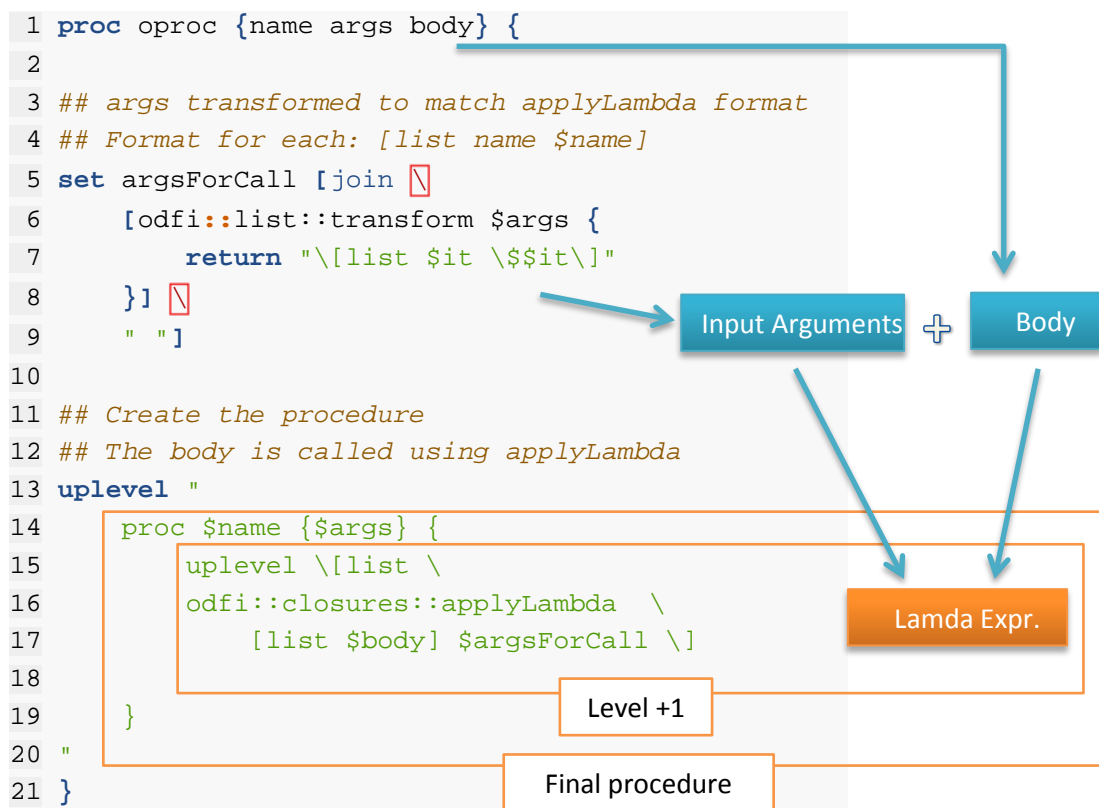 1 proc oproc {name args body} {
2
3 ## args transformed to match applyLambda format
4 ## Format for each: [list name $name]
5 set argsForCall [join \
6 [odfi::list::transform $args {
7 return "\[list $it \$$it\]"
8 }] \
9 " "]
Input Arguments
Body
10
11 ## Create the procedure
12 ## The body is called using applyLambda
13 uplevel "
14 proc $name {$args} {
15 uplevel \[list \
16 odfi::closures::applyLambda \
17 [list $body] $argsForCall \]
Lamda Expr.
18
19 }
Level +1
20 "
Final procedure
21 }